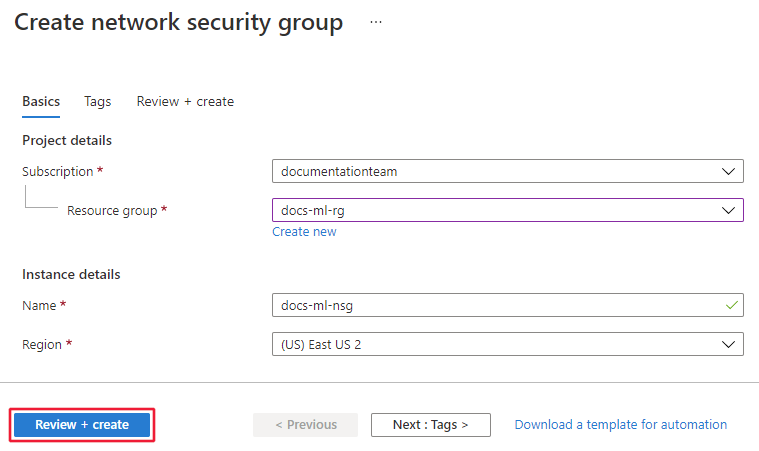 Create network security group ...
Basics Tags Review + create
Project details
Subscription * documentationteam
Resource group * docs-ml-rg
Create new
Instance details
Name * docs-ml-nsg
Region * (US) East US 2
Review + create < Previous Next : Tags > Download a template for automation